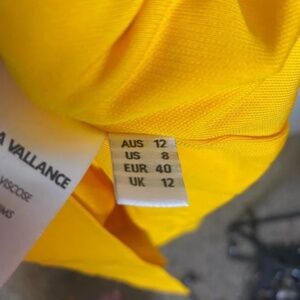 A VALLANCE
VISCOSE
AUS 12
US 8
EUR 40
UK 12